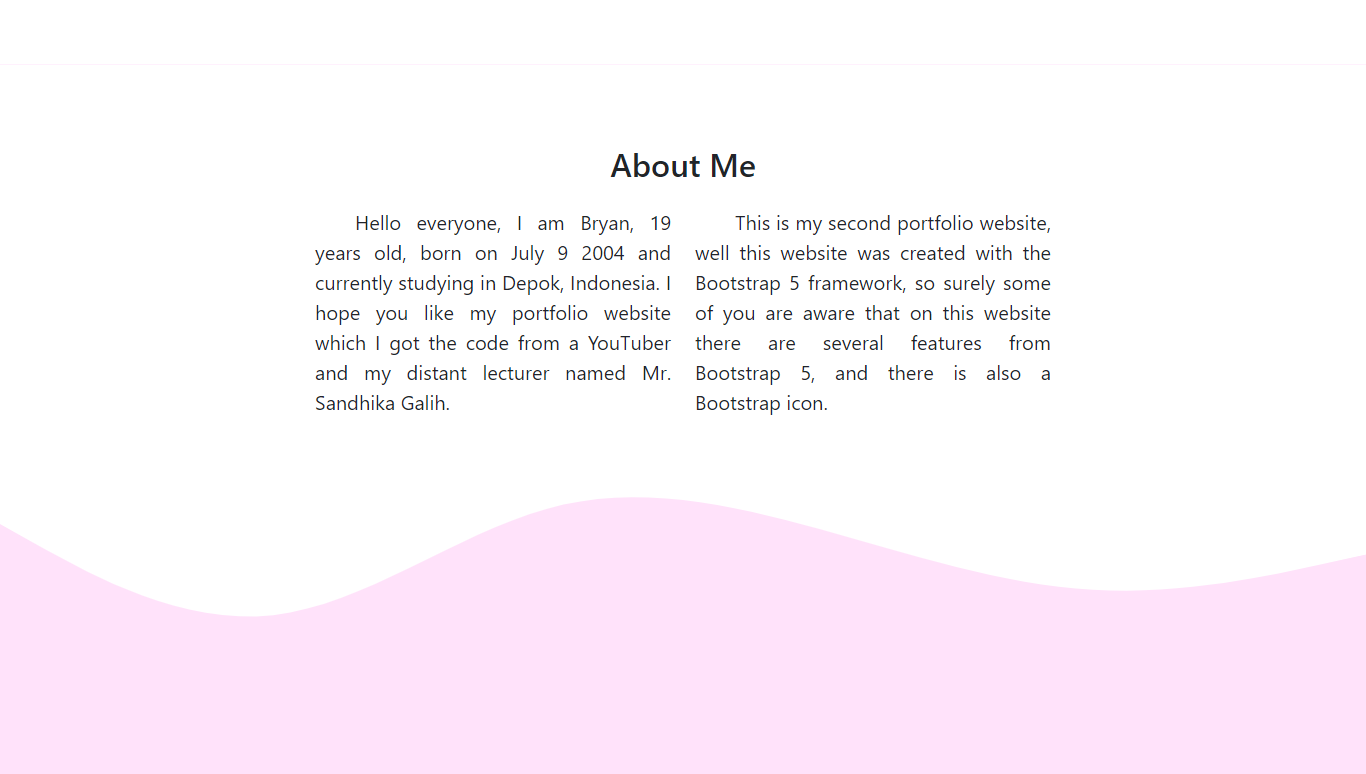 About Me
Hello everyone, I am Bryan, 19
years old, born on July 9 2004 and
currently studying in Depok, Indonesia. I
hope you like my portfolio website
which I got the code from a YouTuber
and my distant lecturer named Mr.
Sandhika Galih.
This is my second portfolio website,
well this website was created with the
Bootstrap 5 framework, so surely some
of you are aware that on this website
there are several features from
Bootstrap 5, and there is also a
Bootstrap icon.